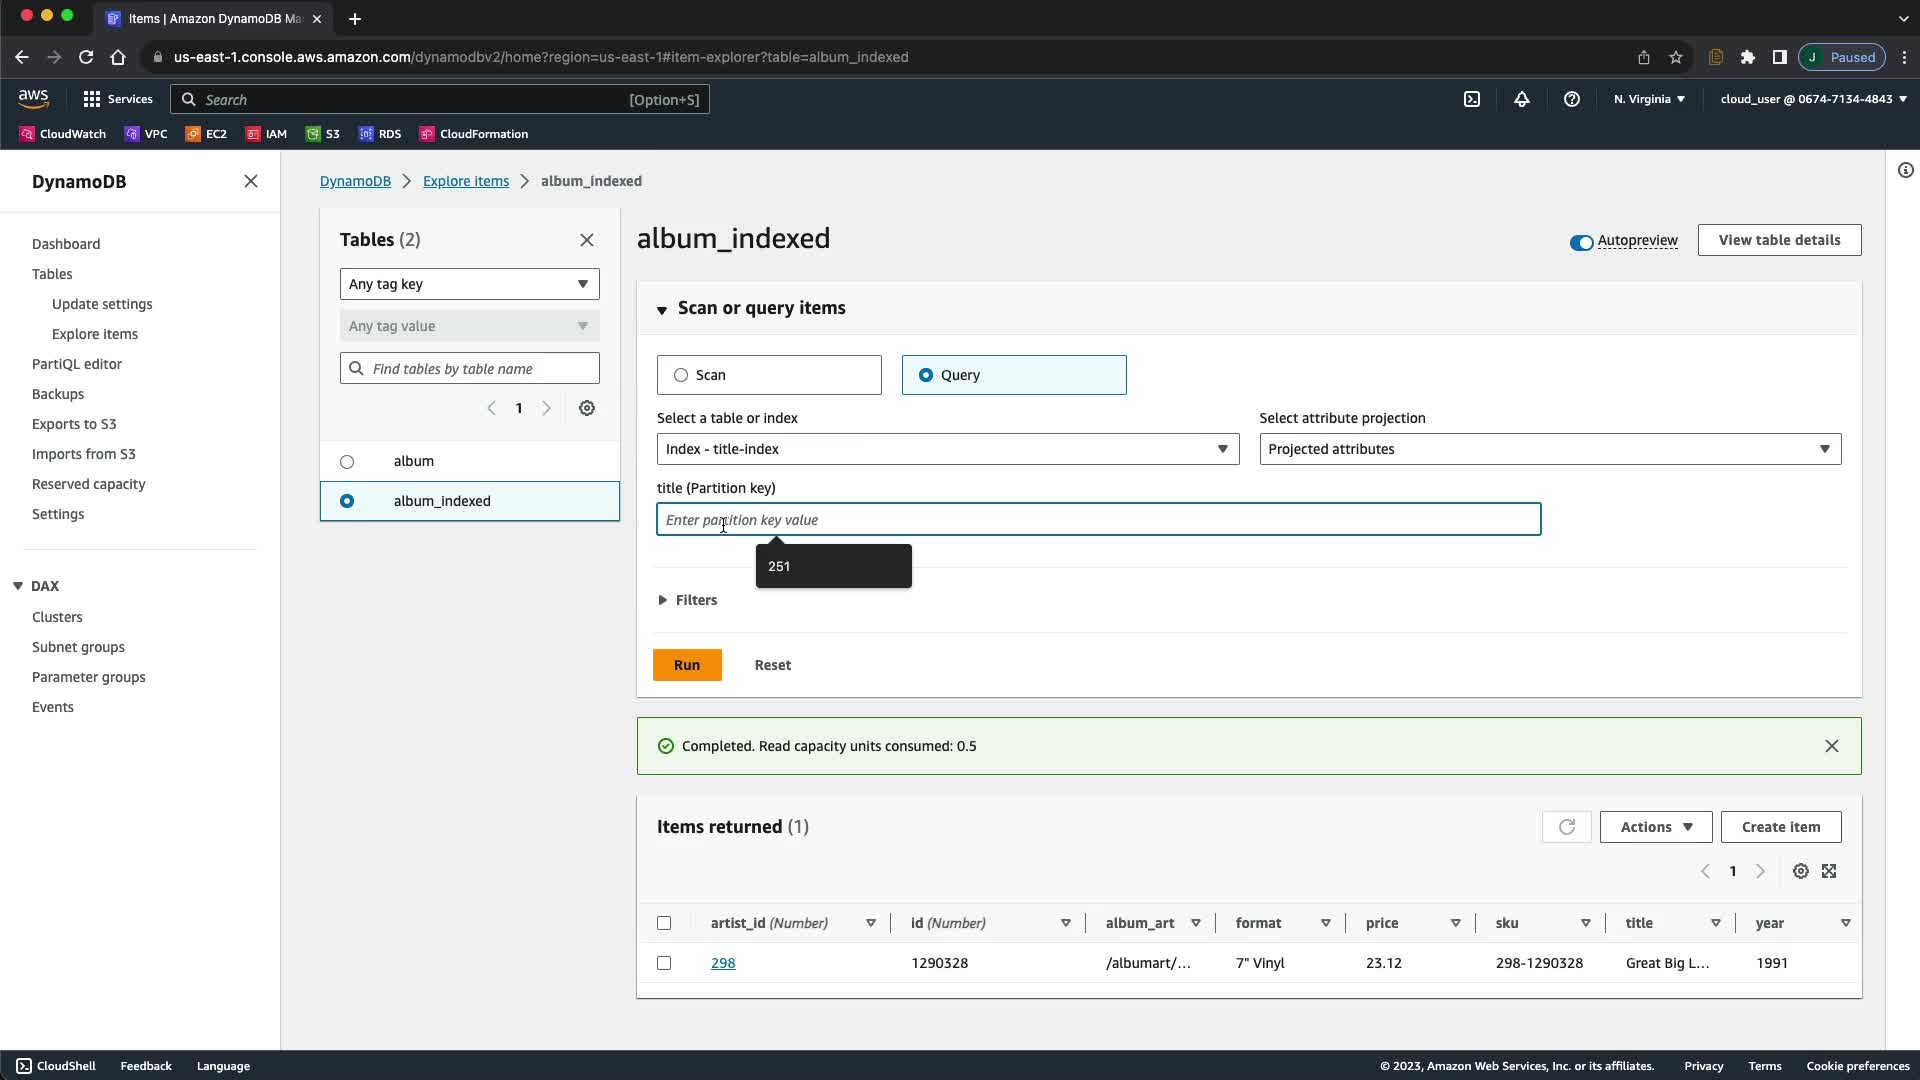 Items | Amazon DynamoDB Ma
us-east-1.console.aws.amazon.com/dynamodbv2/home?region=us-east-1#item-explorer?table=album_indexed
J Paused
aws
Services
Search
[Option+S]
N. Virginia
cloud_user @ 0674-7134-4843
CloudWatch
VPC
EC2
IAM
S3
RDS
CloudFormation
DynamoDB
Dashboard
Tables
Update settings
Explore items
PartiQL editor
Backups
Exports to S3
Imports from S3
Reserved capacity
Settings
DAX
Clusters
Subnet groups
Parameter groups
Events
DynamoDB > Explore items > album_indexed
Tables (2)
Any tag key
Any tag value
Find tables by table name
1
album
album_indexed
album_indexed
Autopreview
View table details
Scan or query items
Scan
Query
Select a table or index
Index - title-index
Select attribute projection
Projected attributes
title (Partition key)
Enter partition key value
251
Filters
Run
Reset
Completed. Read capacity units consumed: 0.5
Items returned (1)
Actions
Create item
1
artist_id (Number) id (Number) album_art format price sku title year
298 1290328 /albumart/... 7" Vinyl 23.12 298-1290328 Great Big L... 1991
CloudShell
Feedback
Language
© 2023, Amazon Web Services, Inc. or its affiliates.
Privacy
Terms
Cookie preferences